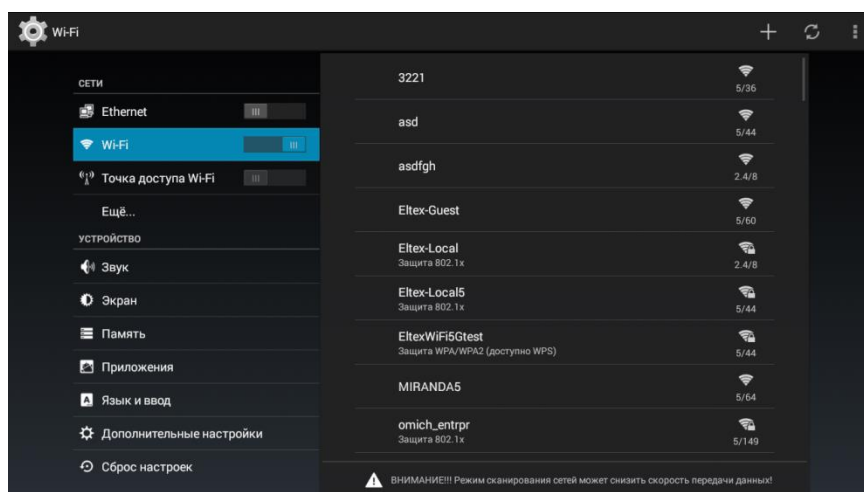 Wi-Fi
СЕТИ
Ethernet
Wi-Fi
Точка доступа Wi-Fi
Ещё...
УСТРОЙСТВО
Звук
Экран
Память
Приложения
Язык и ввод
Дополнительные настройки
Сброс настроек
3221
5/36
asd
5/44
asdfgh
2.4/8
Eltex-Guest
5/60
Eltex-Local
Защита 802.1x
2.4/8
Eltex-Local5
Защита 802.1x
5/44
EltexWiFi5Gtest
Защита WPA/WPA2 (доступно WPS)
5/44
MIRANDA5
5/64
omich_entrpr
Защита 802.1x
5/149
ВНИМАНИЕ!!! Режим сканирования сетей может снизить скорость передачи данных!